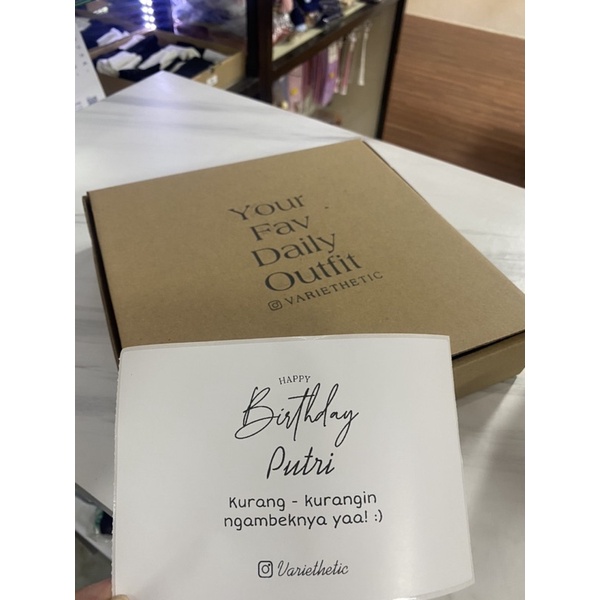 Your
Fav
Daily
Outfit
VARIETHETIC
HAPPY
Birthday
Putri
Kurang - kurangin
ngambeknya yaa! :)
Variethetic